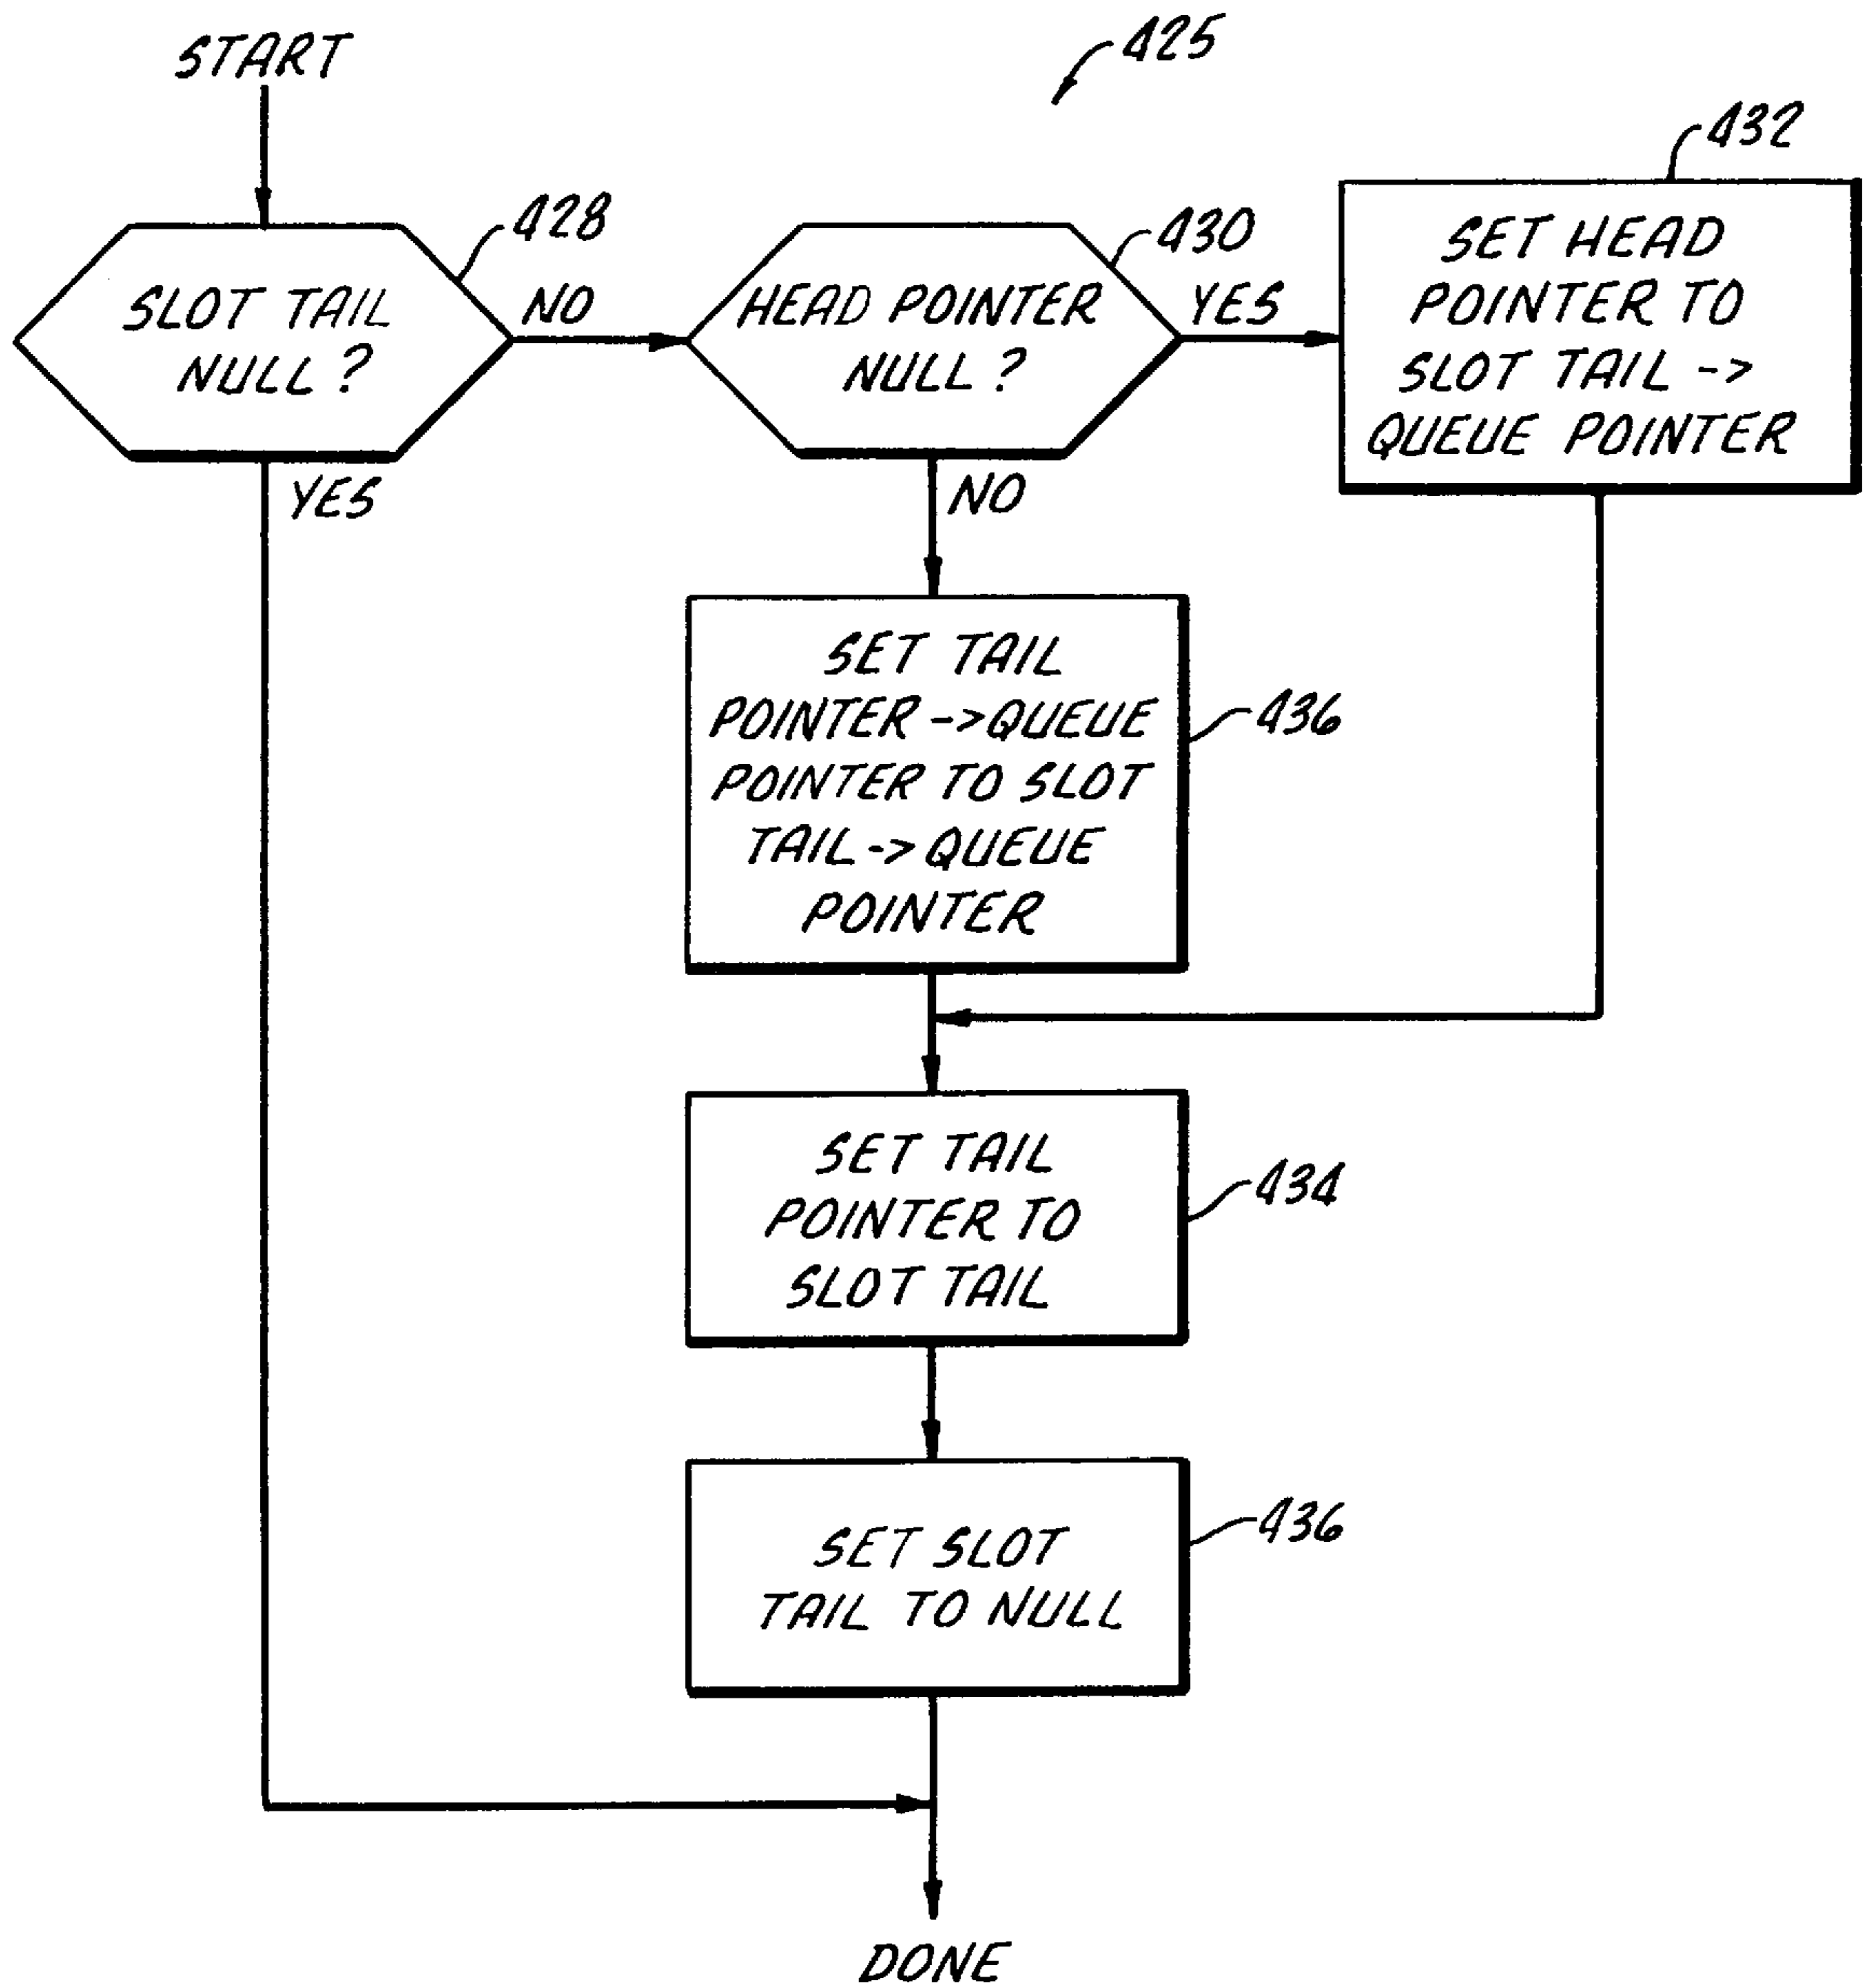 START
425
428
SLOT TAIL
NULL?
NO
430
HEAD POINTER
NULL?
YES
432
SET HEAD
POINTER TO
SLOT TAIL ->
QUEUE POINTER
YES
NO
SET TAIL
POINTER ->QUEUE
POINTER TO SLOT
TAIL ->QUEUE
POINTER
436
SET TAIL
POINTER TO
SLOT TAIL
434
SET SLOT
TAIL TO NULL
436
DONE